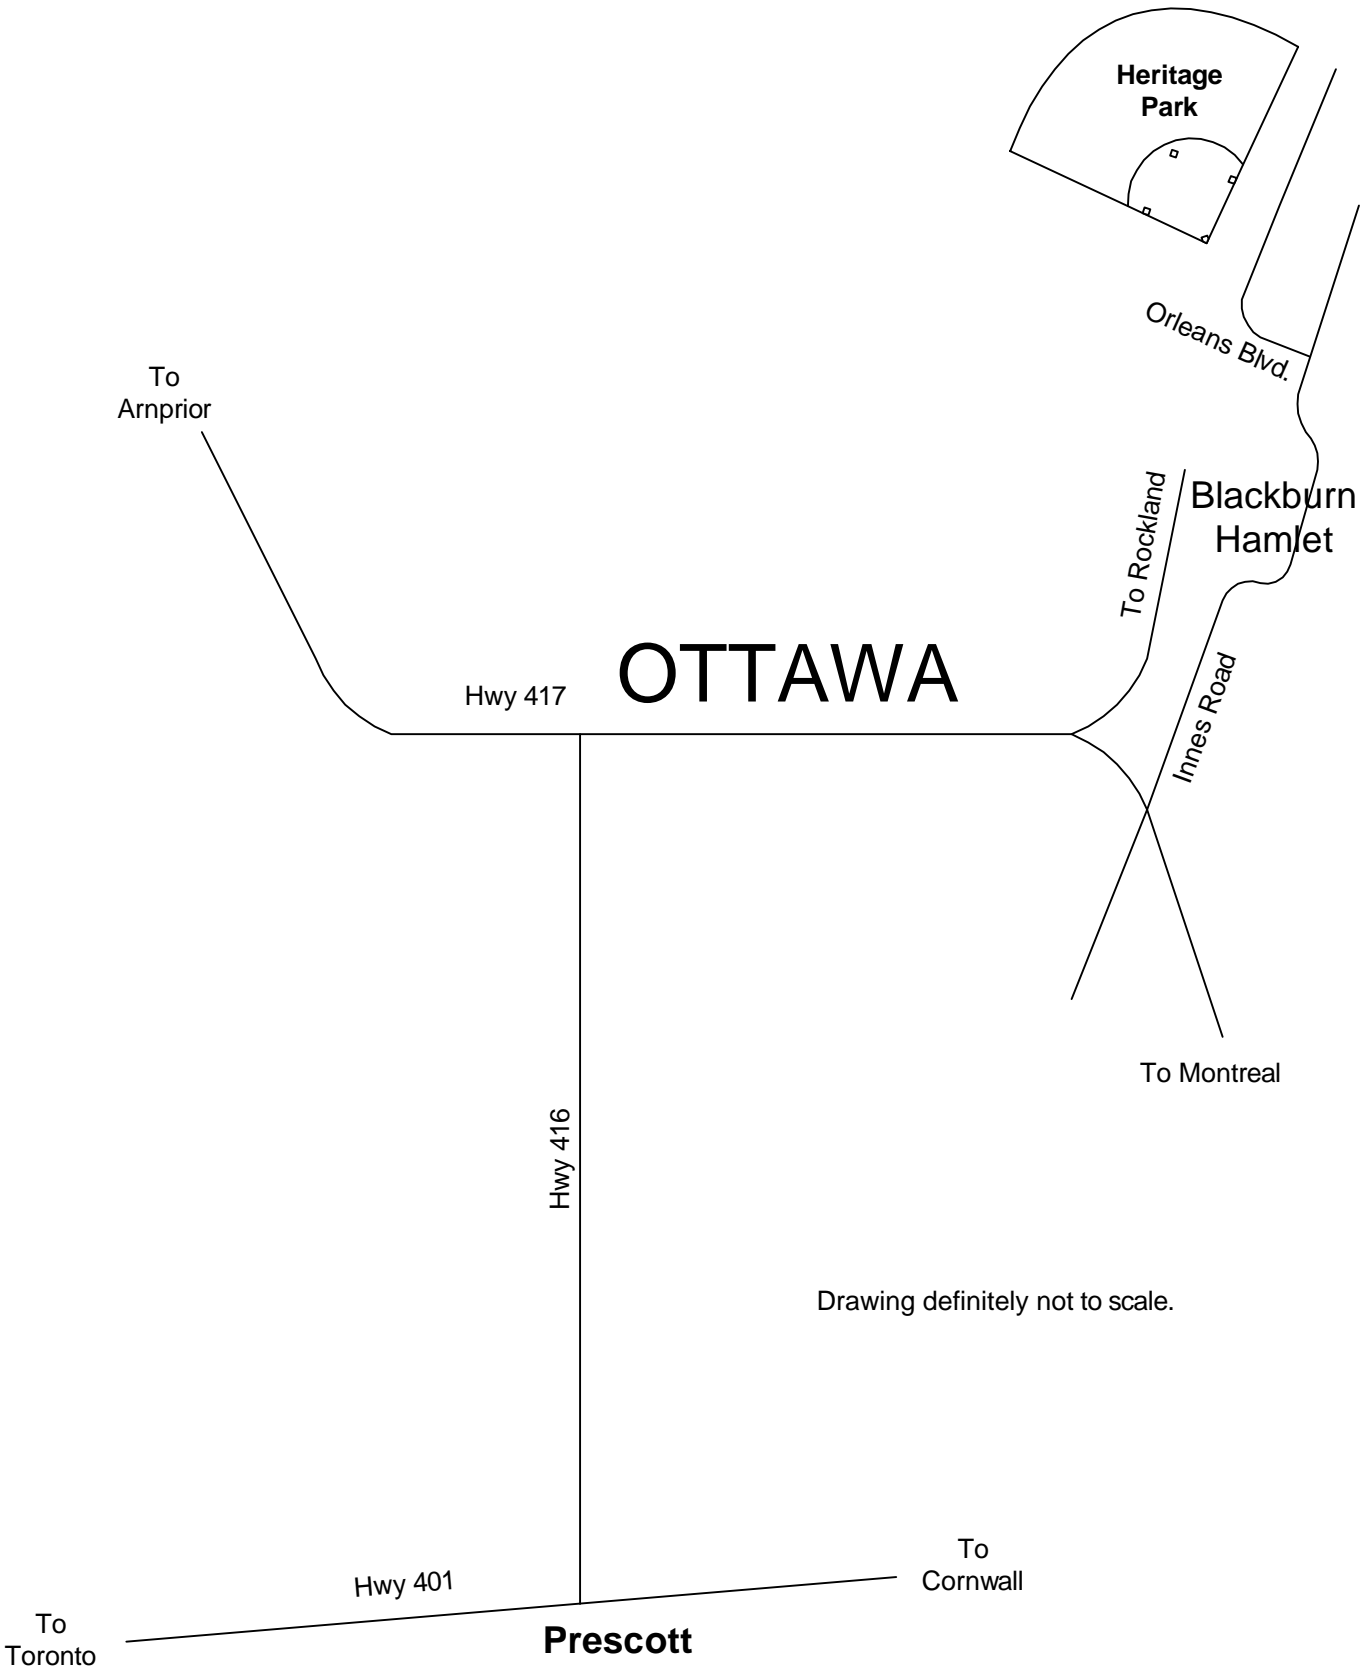 Heritage
Park
Orleans Blvd.
To
Arnprior
To Rockland
Blackburn
Hamlet
OTTAWA
Hwy 417
Innes Road
To Montreal
Hwy 416
Drawing definitely not to scale.
To
Cornwall
Hwy 401
To
Toronto
Prescott